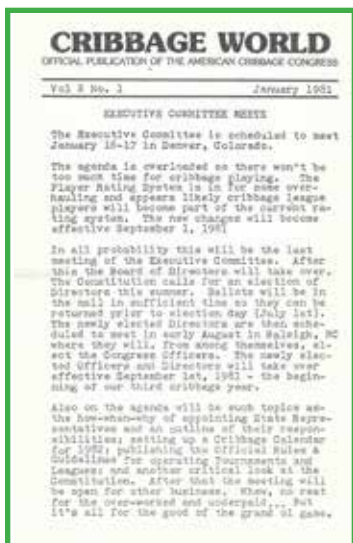 CRIBBAGE WORLD
OFFICIAL PUBLICATION OF THE AMERICAN CRIBBAGE CONGRESS
Vol 2 No. 1 January 1981
EXECUTIVE COMMITTEE MEETS
The Executive Committee is scheduled to meet
January 16-17 in Denver, Colorado.
The agenda is overloaded so there won't be
too much time for cribbage playing. The
Player Rating System is in for some over-
hauling and appears likely cribbage league
players will become part of the current ra-
ting system. The new changes will become
effective September 1, 1981
In all probability this will be the last
meeting of the Executive Committee. After
this the Board of Directors will take over.
The Constitution calls for an election of
Directors this summer. Ballots will be in
the mail in sufficient time so they can be
returned prior to election day (July 1st).
The newly elected Directors are then sche-
duled to meet in early August in Raleigh, NC
where they will, from among themselves, el-
ect the Congress Officers. The newly elec-
ted Officers and Directors will take over
effective September 1st, 1981 - the begin-
ning of our third cribbage year.
Also on the agenda will be such topics as-
the how-when-why of appointing State Repre-
sentatives and an outline of their respon-
sibilities; setting up a Cribbage Calendar
for 1982; publishing the Official Rules &
Guidelines for operating Tournaments and
Leagues; and another critical look at the
Constitution. After that the meeting will
be open for other business. Whew, no rest
for the over-worked and underpaid... But
it's all for the good of the grand ol game.